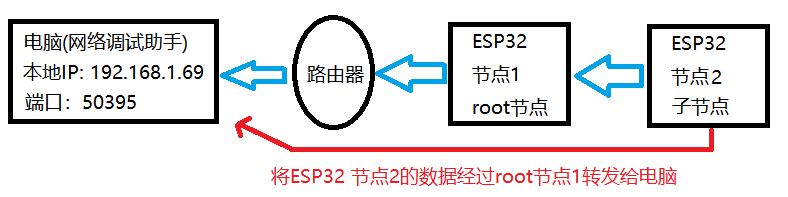 电脑(网络调试助手)
本地IP: 192.168.1.69
端口：50395
路由器
ESP32
节点1
root节点
ESP32
节点2
子节点
将ESP32 节点2的数据经过root节点1转发给电脑